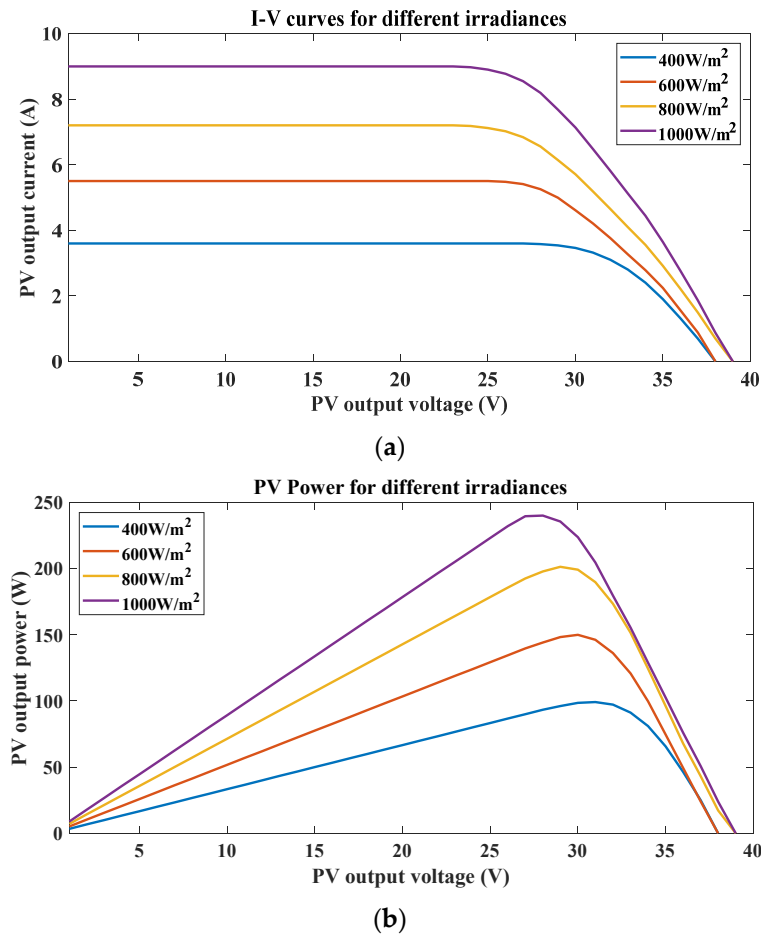 I-V curves for different irradiances
10
8
6
4
2
0
PV output current (A)
400W/m²
600W/m²
800W/m²
1000W/m²
5
10
15
20
25
30
35
40
PV output voltage (V)
(a)
PV Power for different irradiances
250
200
150
100
50
0
PV output power (W)
400W/m²
600W/m²
800W/m²
1000W/m²
5
10
15
20
25
30
35
40
PV output voltage (V)
(b)